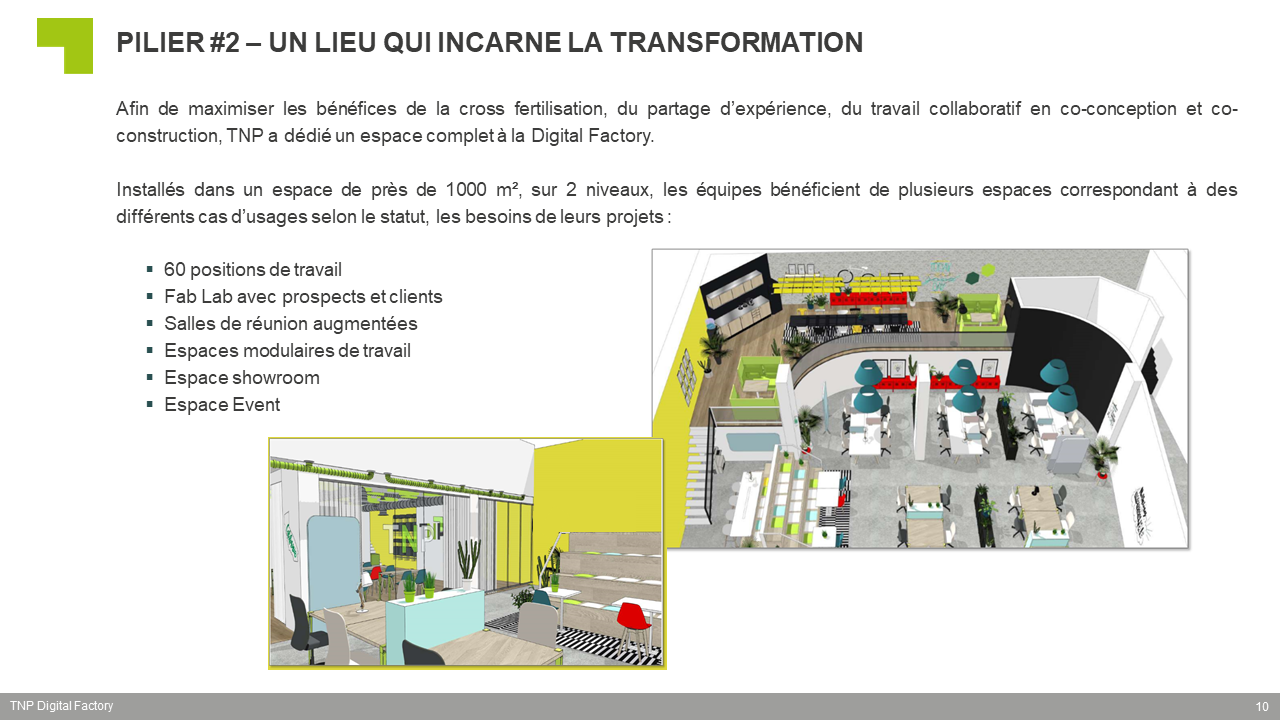 PILIER #2 – UN LIEU QUI INCARNE LA TRANSFORMATION
Afin de maximiser les bénéfices de la cross fertilisation, du partage d’expérience, du travail collaboratif en co-conception et co-
construction, TNP a dédié un espace complet à la Digital Factory.
Installés dans un espace de près de 1000 m², sur 2 niveaux, les équipes bénéficient de plusieurs espaces correspondant à des
différents cas d’usages selon le statut, les besoins de leurs projets :
▪ 60 positions de travail
▪ Fab Lab avec prospects et clients
▪ Salles de réunion augmentées
▪ Espaces modulaires de travail
▪ Espace showroom
▪ Espace Event
TNP Digital Factory
10